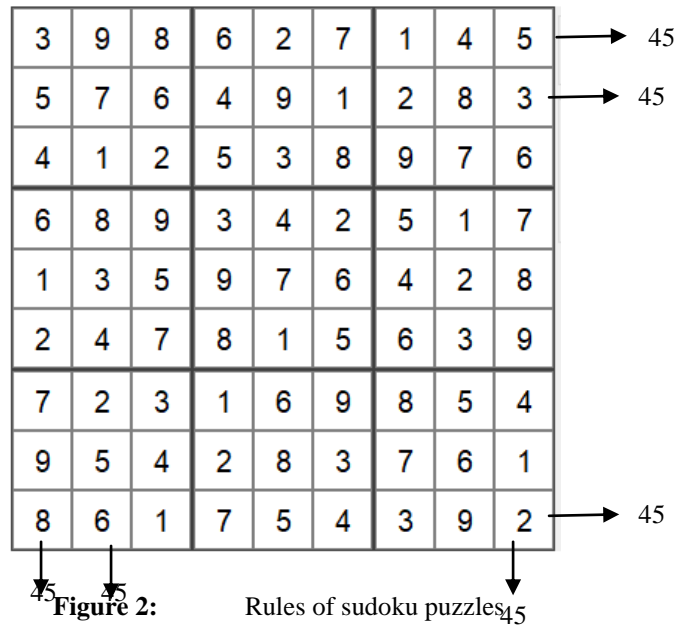 3 9 8 6 2 7 1 4 5 45
5 7 6 4 9 1 2 8 3 45
4 1 2 5 3 8 9 7 6
6 8 9 3 4 2 5 1 7
1 3 5 9 7 6 4 2 8
2 4 7 8 1 5 6 3 9
7 2 3 1 6 9 8 5 4
9 5 4 2 8 3 7 6 1
8 6 1 7 5 4 3 9 2 45
45 45 45
Figure 2: Rules of sudoku puzzles